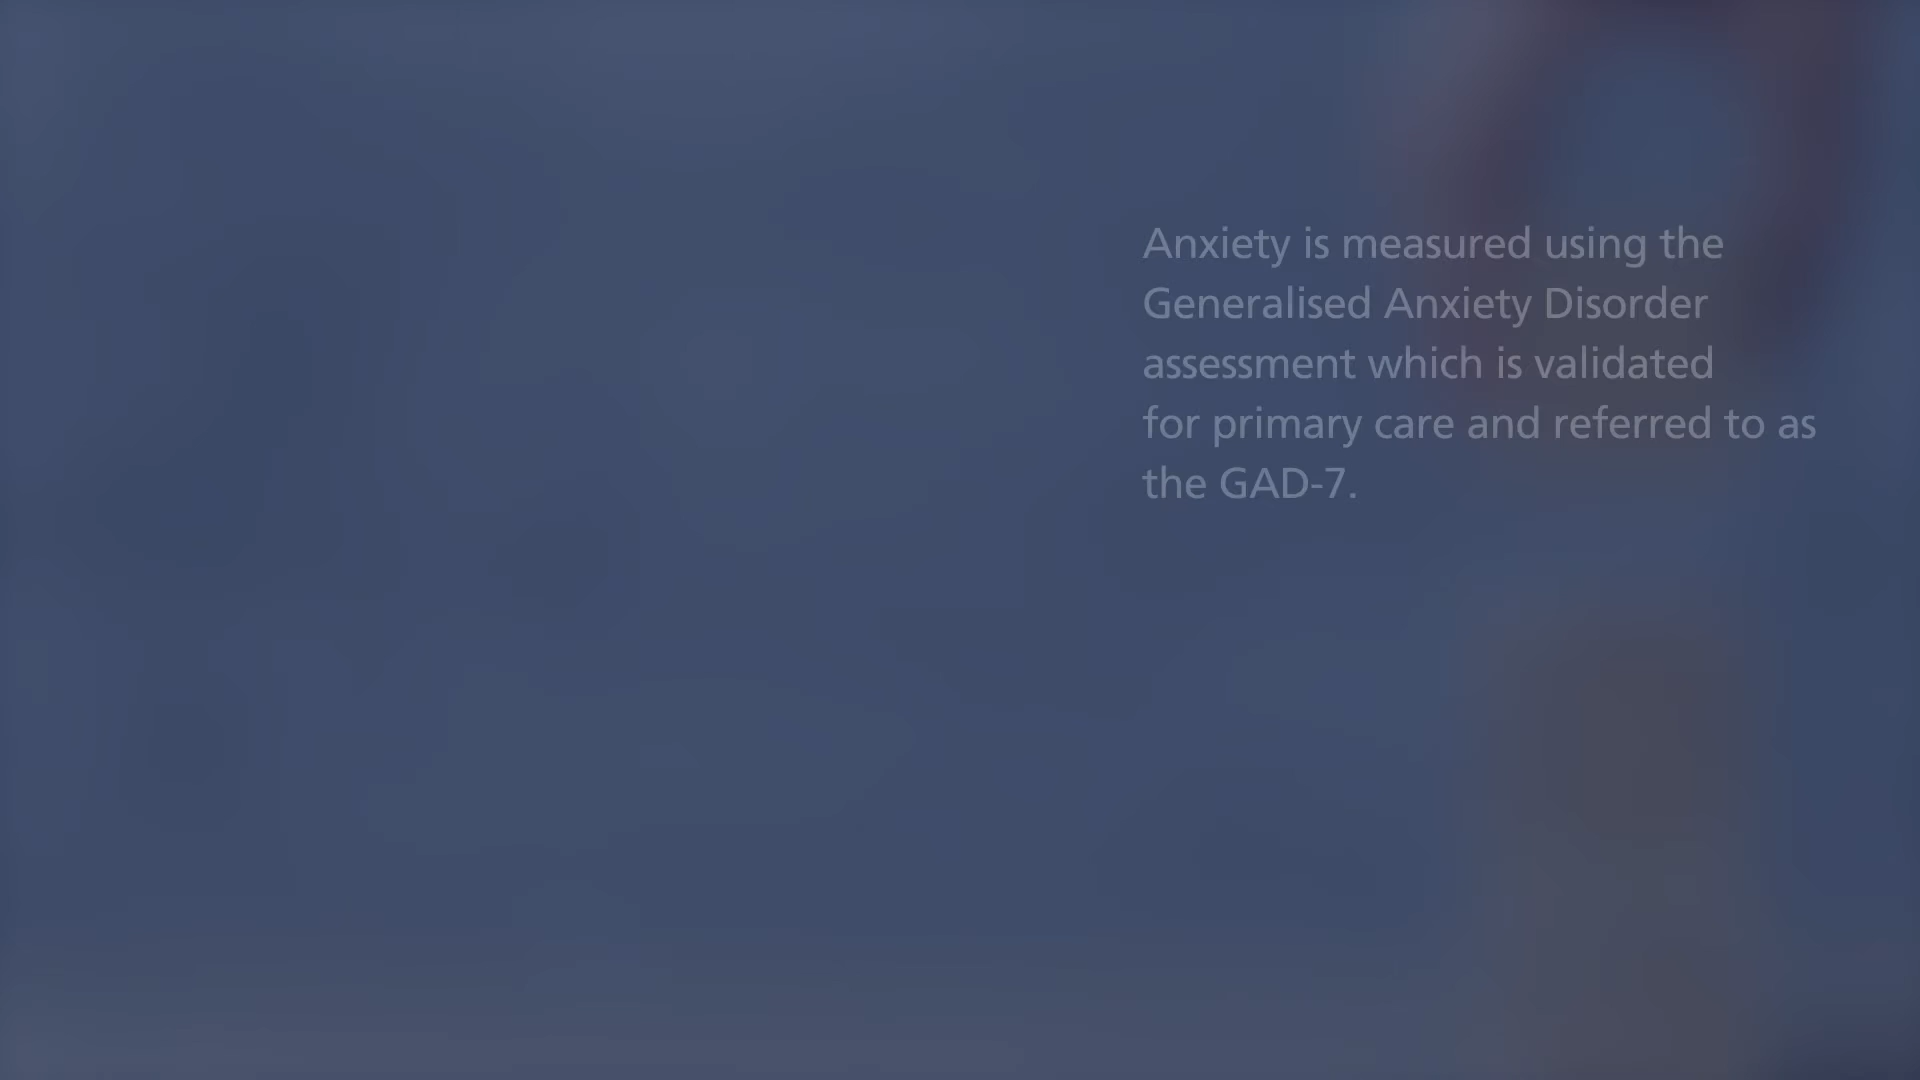 Anxiety is measured using the
Generalised Anxiety Disorder
assessment which is validated
for primary care and referred to as
the GAD-7.